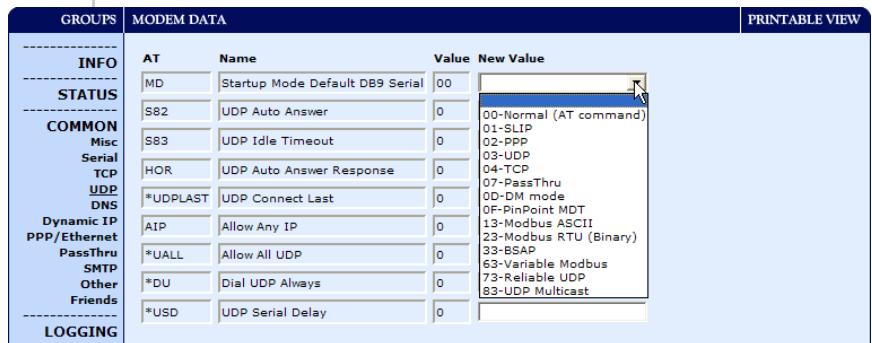 GROUPS MODEM DATA PRINTABLE VIEW
INFO
STATUS
COMMON
Misc
Serial
TCP
UDP
DNS
Dynamic IP
PPP/Ethernet
PassThru
SMTP
Other
Friends
LOGGING
AT Name Value New Value
MD Startup Mode Default DB9 Serial 00
S82 UDP Auto Answer 0
S83 UDP Idle Timeout 0
HOR UDP Auto Answer Response 0
*UDPLAST UDP Connect Last 0
AIP Allow Any IP 0
*UALL Allow All UDP 0
*DU Dial UDP Always 0
*USD UDP Serial Delay 0
00-Normal (AT command)
01-SLIP
02-PPP
03-UDP
04-TCP
07-PassThru
0D-DM mode
0F-PinPoint MDT
13-Modbus ASCII
23-Modbus RTU (Binary)
33-BSAP
63-Variable Modbus
73-Reliable UDP
83-UDP Multicast